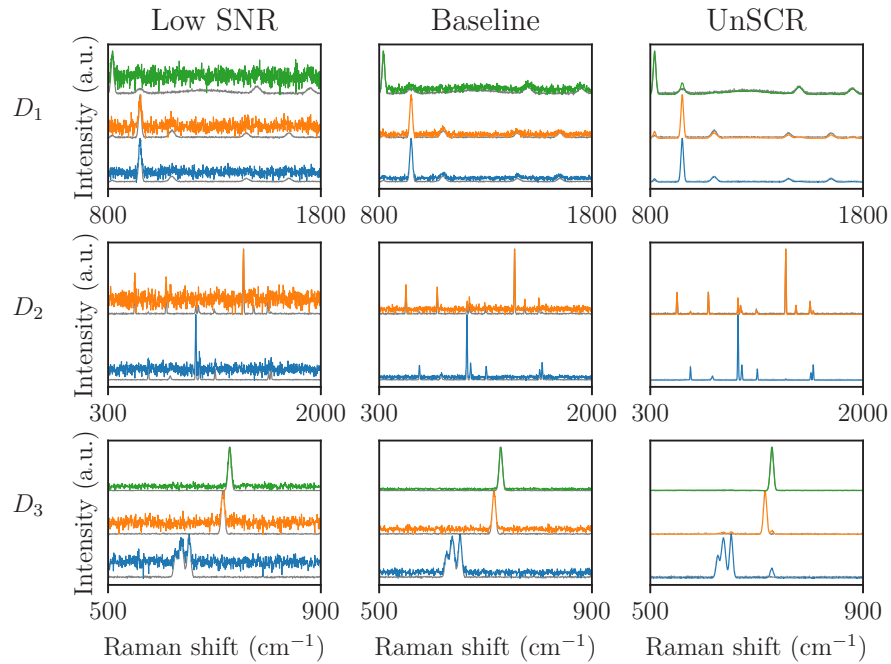 Low SNR Baseline UnSCR
D₁ Intensity (a.u.)
800 1800 800 1800 800 1800
D₂ Intensity (a.u.)
300 2000 300 2000 300 2000
D₃ Intensity (a.u.)
500 900 500 900 500 900
Raman shift (cm⁻¹) Raman shift (cm⁻¹) Raman shift (cm⁻¹)